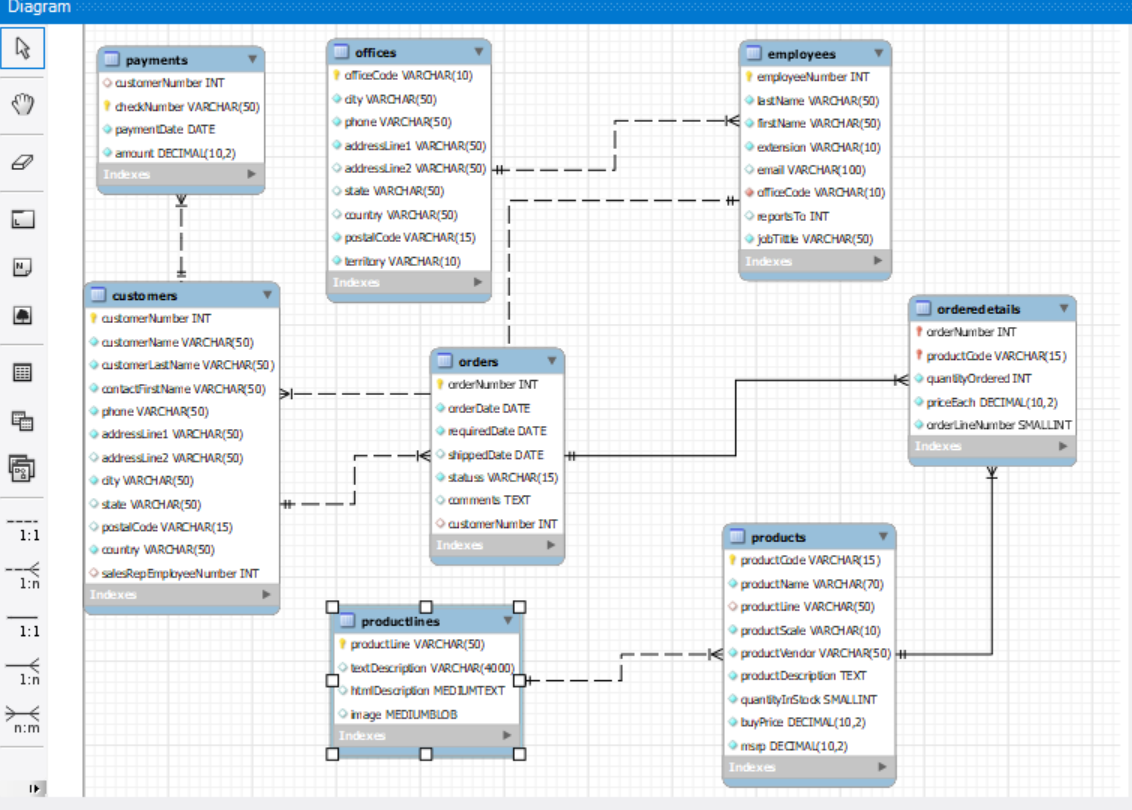 Diagram
payments
customerNumber INT
checkNumber VARCHAR(50)
paymentDate DATE
amount DECIMAL(10,2)
Indexes
offices
officeCode VARCHAR(10)
city VARCHAR(50)
phone VARCHAR(50)
addressLine1 VARCHAR(50)
addressLine2 VARCHAR(50)
state VARCHAR(50)
country VARCHAR(50)
postalCode VARCHAR(15)
territory VARCHAR(10)
Indexes
employees
employeeNumber INT
lastName VARCHAR(50)
firstName VARCHAR(50)
extension VARCHAR(10)
email VARCHAR(100)
officeCode VARCHAR(10)
reportsTo INT
jobTittle VARCHAR(50)
Indexes
customers
customerNumber INT
customerName VARCHAR(50)
customerLastName VARCHAR(50)
contactFirstName VARCHAR(50)
phone VARCHAR(50)
addressLine1 VARCHAR(50)
addressLine2 VARCHAR(50)
city VARCHAR(50)
state VARCHAR(50)
postalCode VARCHAR(15)
country VARCHAR(50)
salesRepEmployeeNumber INT
Indexes
orders
orderNumber INT
orderDate DATE
requiredDate DATE
shippedDate DATE
statuss VARCHAR(15)
comments TEXT
customerNumber INT
Indexes
orderedetails
orderNumber INT
productCode VARCHAR(15)
quantityOrdered INT
priceEach DECIMAL(10,2)
orderLineNumber SMALLINT
Indexes
productlines
productLine VARCHAR(50)
textDescription VARCHAR(4000)
htmlDescription MEDIUMTEXT
image MEDIUMBLOB
Indexes
products
productCode VARCHAR(15)
productName VARCHAR(70)
productLine VARCHAR(50)
productScale VARCHAR(10)
productVendor VARCHAR(50)
productDescription TEXT
quantityInStock SMALLINT
buyPrice DECIMAL(10,2)
msrp DECIMAL(10,2)
Indexes
1:1
1:n
1:1
1:n
n:m